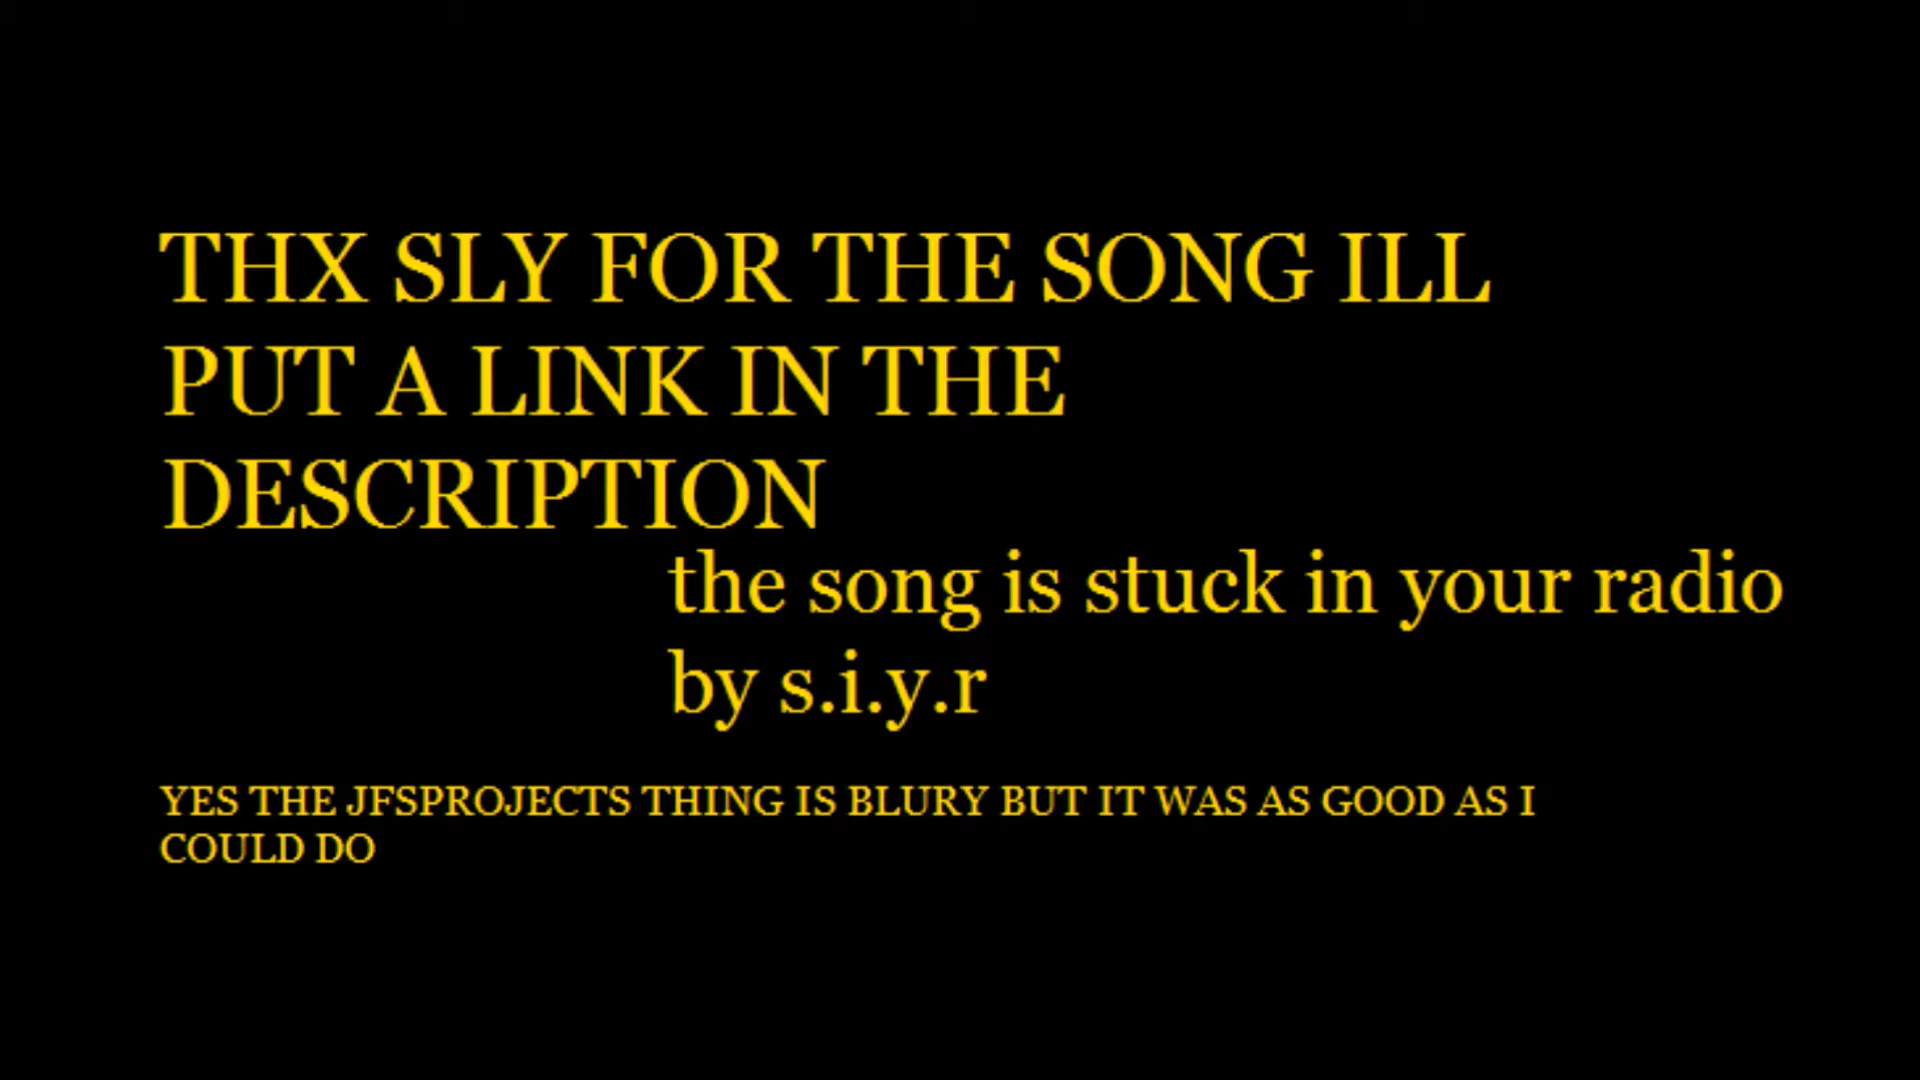 THX SLY FOR THE SONG ILL
PUT A LINK IN THE
DESCRIPTION
the song is stuck in your radio
by s.i.y.r
YES THE JFSPROJECTS THING IS BLURY BUT IT WAS AS GOOD AS I
COULD DO